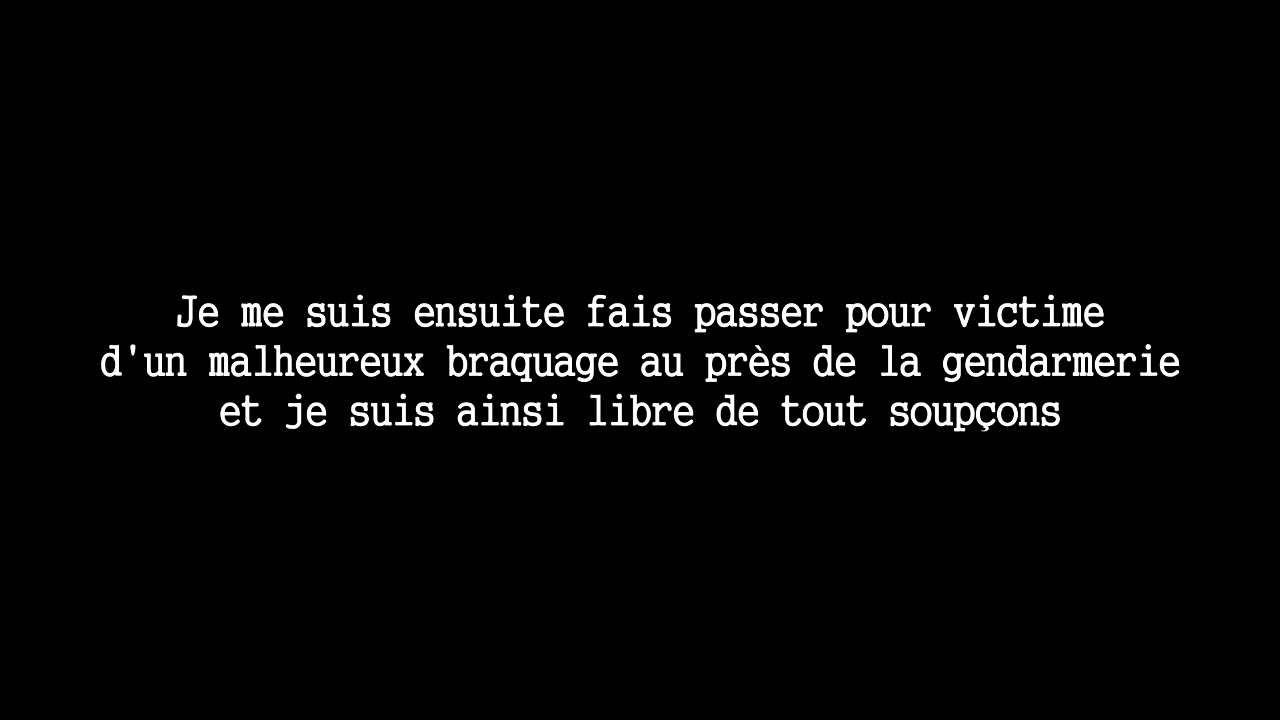 Je me suis ensuite fais passer pour victime
d'un malheureux braquage au près de la gendarmerie
et je suis ainsi libre de tout soupçons